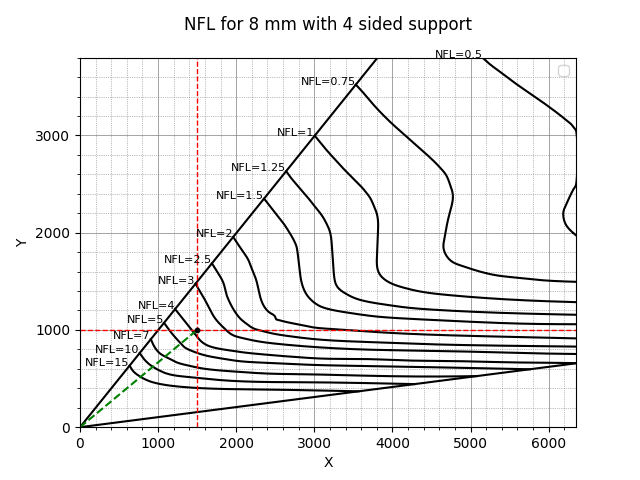 NFL for 8 mm with 4 sided support
NFL=0.5
NFL=0.75
NFL=1
NFL=1.25
NFL=1.5
NFL=2
NFL=2.5
NFL=3
NFL=4
NFL=5
NFL=7
NFL=10
NFL=15
3000
2000
1000
0
Y
0 1000 2000 3000 4000 5000 6000
X